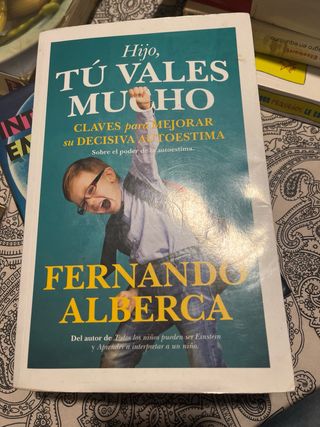 Hijo,
TÚ VALES
MUCHO
CLAVES para MEJORAR
su DECISIVA AUTOESTIMA
Sobre el poder de la autoestima.
FERNANDO
ALBERCA
Del autor de Todos los niños pueden ser Einstein
y Aprender a interpretar a un niño.